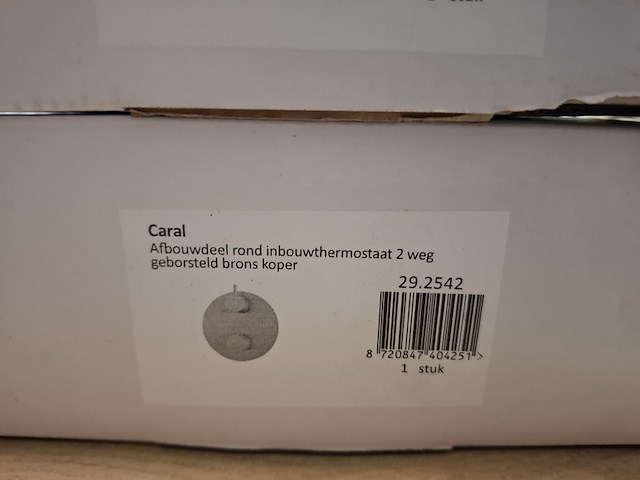 Caral
Afbouwdeel rond inbouwthermostaat 2 weg
geborsteld brons koper
29.2542
8 720847 404251 >
1 stuk